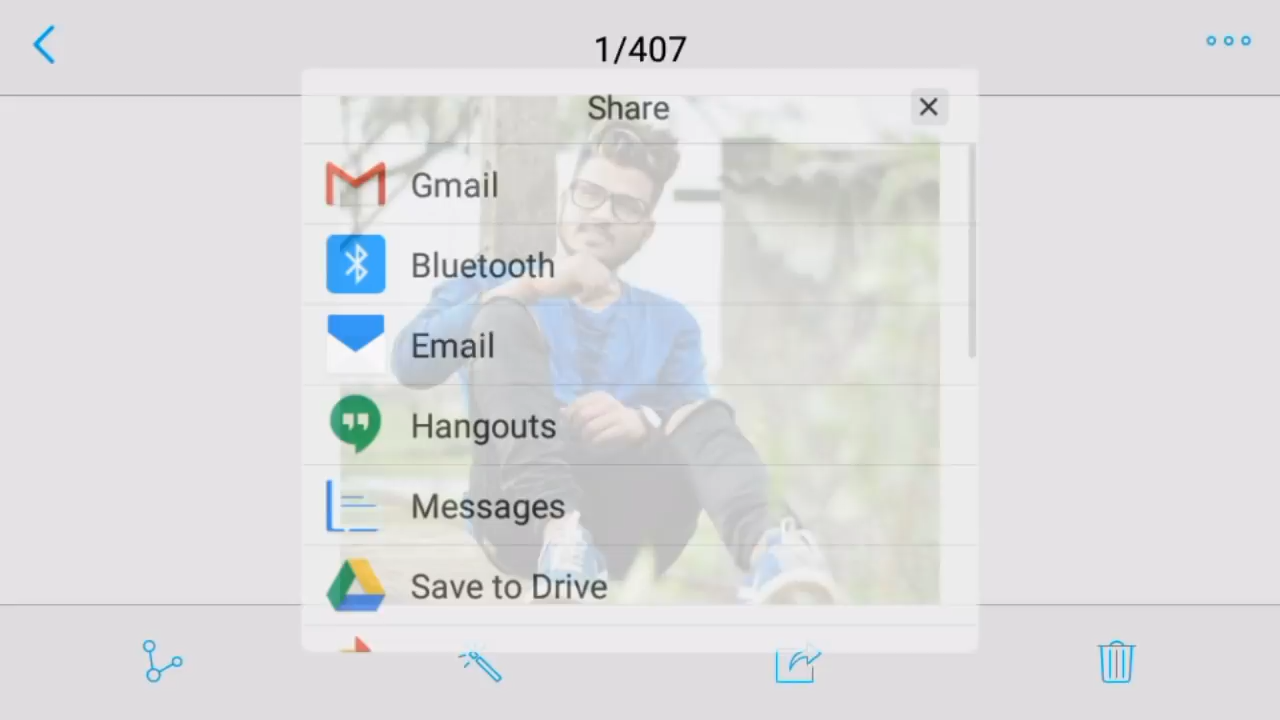 1/407
Share
Gmail
Bluetooth
Email
Hangouts
Messages
Save to Drive